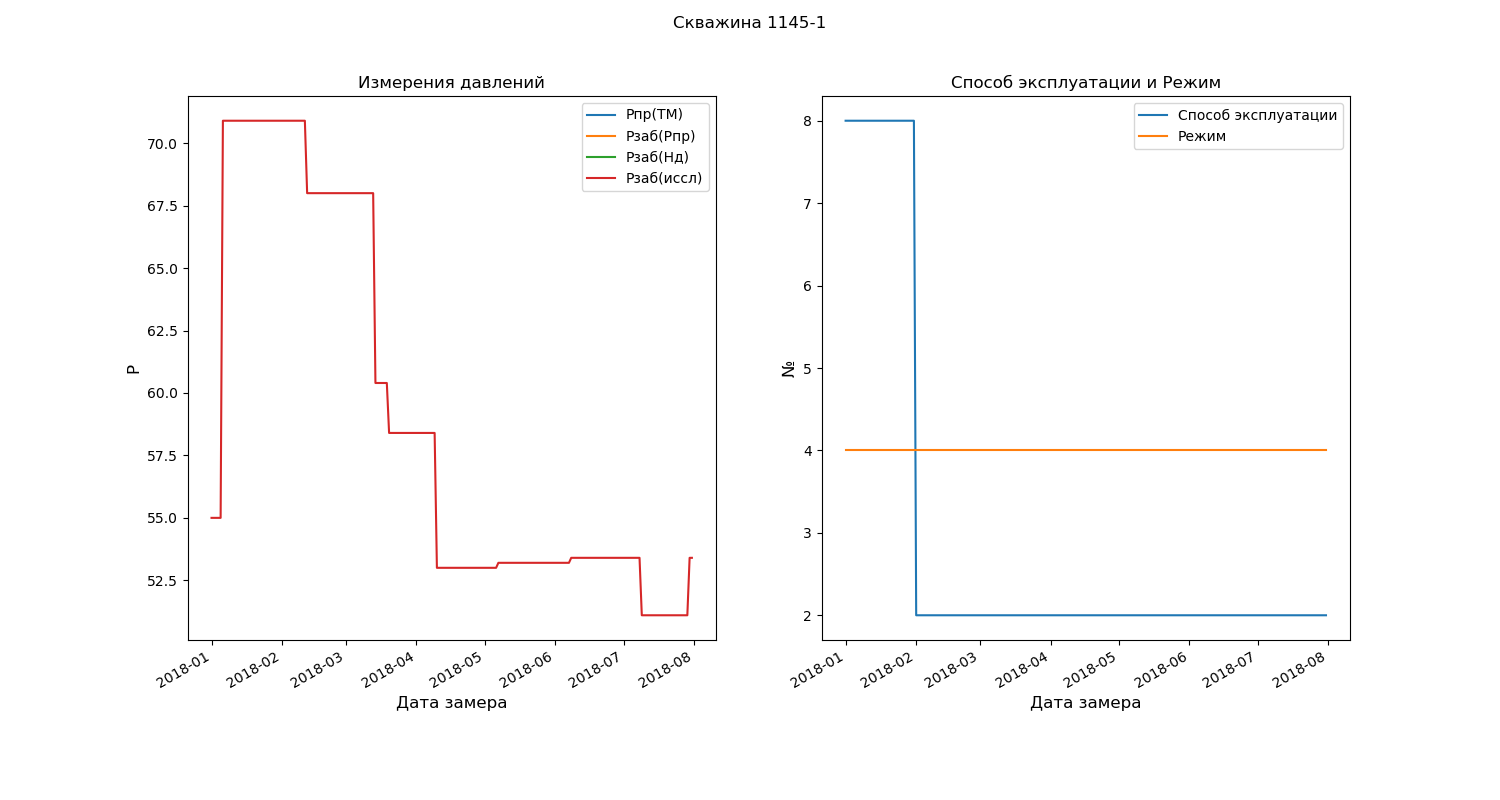 Скважина 1145-1
Измерения давлений
Рпр(ТМ)
Рзаб(Рпр)
Рзаб(Нд)
Рзаб(иссл)
70.0
67.5
65.0
62.5
60.0
57.5
55.0
52.5
Р
2018-01
2018-02
2018-03
2018-04
2018-05
2018-06
2018-07
2018-08
Дата замера
Способ эксплуатации и Режим
Способ эксплуатации
Режим
8
7
6
5
4
3
2
№
2018-01
2018-02
2018-03
2018-04
2018-05
2018-06
2018-07
2018-08
Дата замера